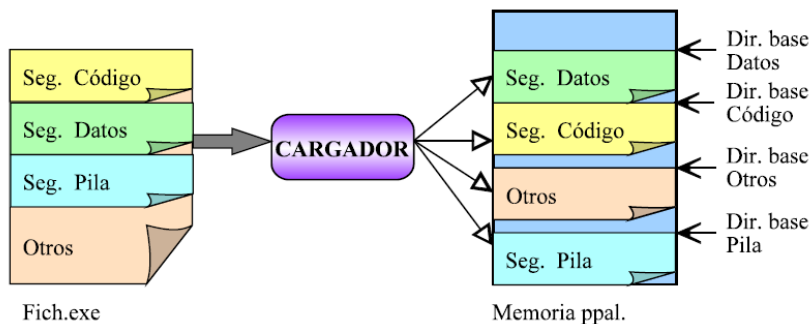 Seg. Código
Seg. Datos
Seg. Pila
Otros
Fich.exe
CARGADOR
Seg. Datos
Seg. Código
Otros
Seg. Pila
Memoria ppal.
Dir. base
Datos
Dir. base
Código
Dir. base
Otros
Dir. base
Pila